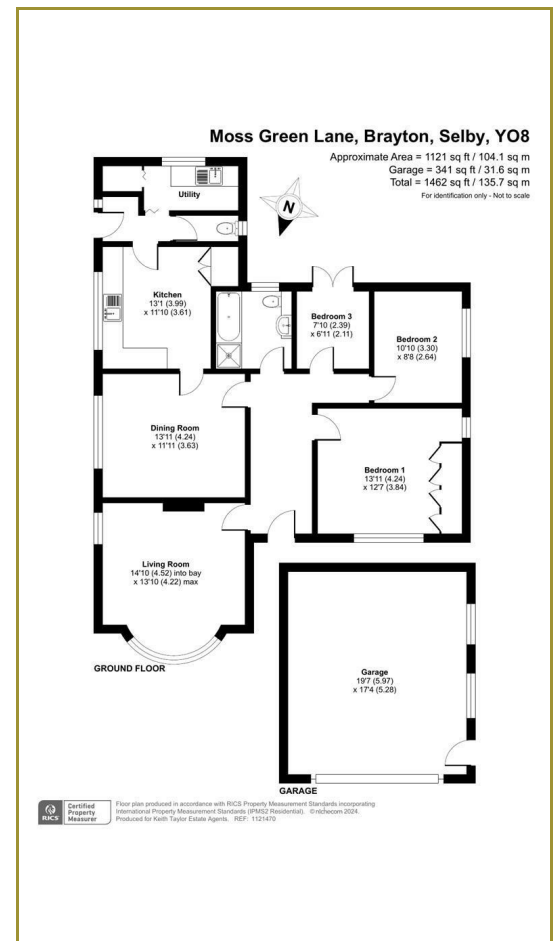 Moss Green Lane, Brayton, Selby, YO8
Approximate Area = 1121 sq ft / 104.1 sq m
Garage = 341 sq ft / 31.6 sq m
Total = 1462 sq ft / 135.7 sq m
For identification only - Not to scale
Utility
N
Kitchen
13'1 (3.99)
x 11'10 (3.61)
Bedroom 3
7'10 (2.39)
x 6'11 (2.11)
Bedroom 2
10'10 (3.30)
x 8'8 (2.64)
Dining Room
13'11 (4.24)
x 11'11 (3.63)
Bedroom 1
13'11 (4.24)
x 12'7 (3.84)
Living Room
14'10 (4.52) into bay
x 13'10 (4.22) max
GROUND FLOOR
Garage
19'7 (5.97)
x 17'4 (5.28)
GARAGE
RICS
Certified
Property
Measurer
Floor plan produced in accordance with RICS Property Measurement Standards incorporating
International Property Measurement Standards (IPMS2 Residential). © nichecom 2024.
Produced for Keith Taylor Estate Agents. REF: 1121470